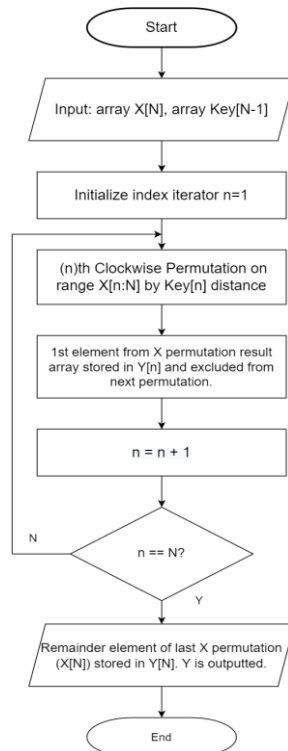 Start
Input: array X[N], array Key[N-1]
Initialize index iterator n=1
(n)th Clockwise Permutation on
range X[n:N] by Key[n] distance
1st element from X permutation result
array stored in Y[n] and excluded from
next permutation.
n = n + 1
N
n == N?
Y
Remainder element of last X permutation
(X[N]) stored in Y[N]. Y is outputted.
End